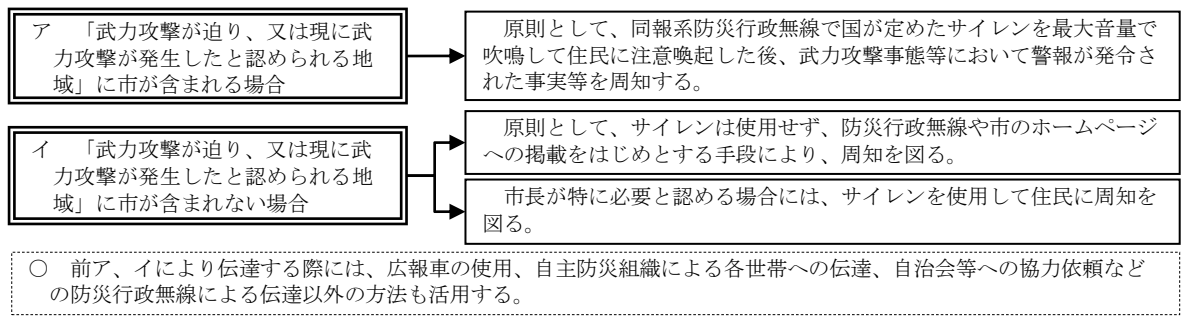 ア　「武力攻撃が迫り、又は現に武
力攻撃が発生したと認められる地
域」に市が含まれる場合
原則として、同報系防災行政無線で国が定めたサイレンを最大音量で
吹鳴して住民に注意喚起した後、武力攻撃事態等において警報が発令さ
れた事実等を周知する。
イ　「武力攻撃が迫り、又は現に武
力攻撃が発生したと認められる地
域」に市が含まれない場合
原則として、サイレンは使用せず、防災行政無線や市のホームページ
への掲載をはじめとする手段により、周知を図る。
市長が特に必要と認める場合には、サイレンを使用して住民に周知を
図る。
○　前ア、イにより伝達する際には、広報車の使用、自主防災組織による各世帯への伝達、自治会等への協力依頼など
の防災行政無線による伝達以外の方法も活用する。